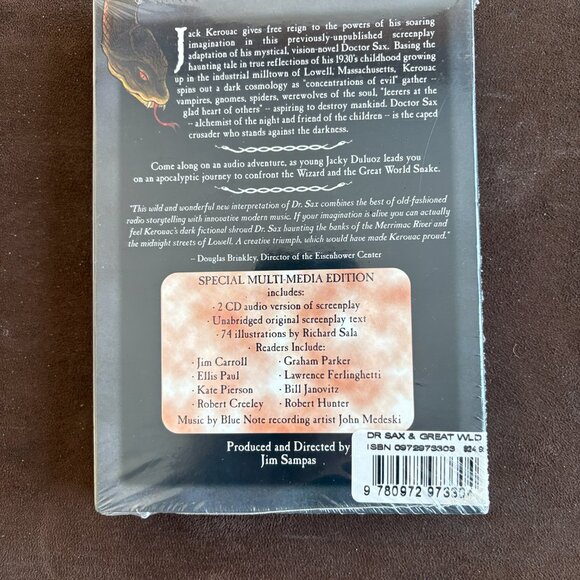 Jack Kerouac gives free reign to the powers of his soaring
imagination in this previously-unpublished screenplay
adaptation of his mystical, vision-novel Doctor Sax. Basing the
haunting tale in true reflections of his 1930's childhood growing
up in the industrial milltown of Lowell, Massachusetts, Kerouac
spins out a dark cosmology as "concentrations of evil" gather --
vampires, gnomes, spiders, werewolves of the soul, "leerers at the
glad heart of others" -- aspiring to destroy mankind. Doctor Sax
-- alchemist of the night and friend of the children -- is the caped
crusader who stands against the darkness.
Come along on an audio adventure, as young Jacky Duluoz leads you
on an apocalyptic journey to confront the Wizard and the Great World Snake.
"This wild and wonderful new interpretation of Dr. Sax combines the best of old-fashioned
radio storytelling with innovative modern music. If your imagination is alive you can actually
feel Kerouac's dark fictional shroud Dr. Sax haunting the banks of the Merrimac River and
the midnight streets of Lowell. A creative triumph, which would have made Kerouac proud."
-- Douglas Brinkley, Director of the Eisenhower Center
SPECIAL MULTI-MEDIA EDITION
includes:
· 2 CD audio version of screenplay
· Unabridged original screenplay text
· 74 illustrations by Richard Sala
· Readers Include:
· Jim Carroll · Graham Parker
· Ellis Paul · Lawrence Ferlinghetti
· Kate Pierson · Bill Janovitz
· Robert Creeley · Robert Hunter
Music by Blue Note recording artist John Medeski
Produced and Directed by
Jim Sampas
DR SAX & GREAT WLD
ISBN 0972973303 $24.9
9 780972 97330